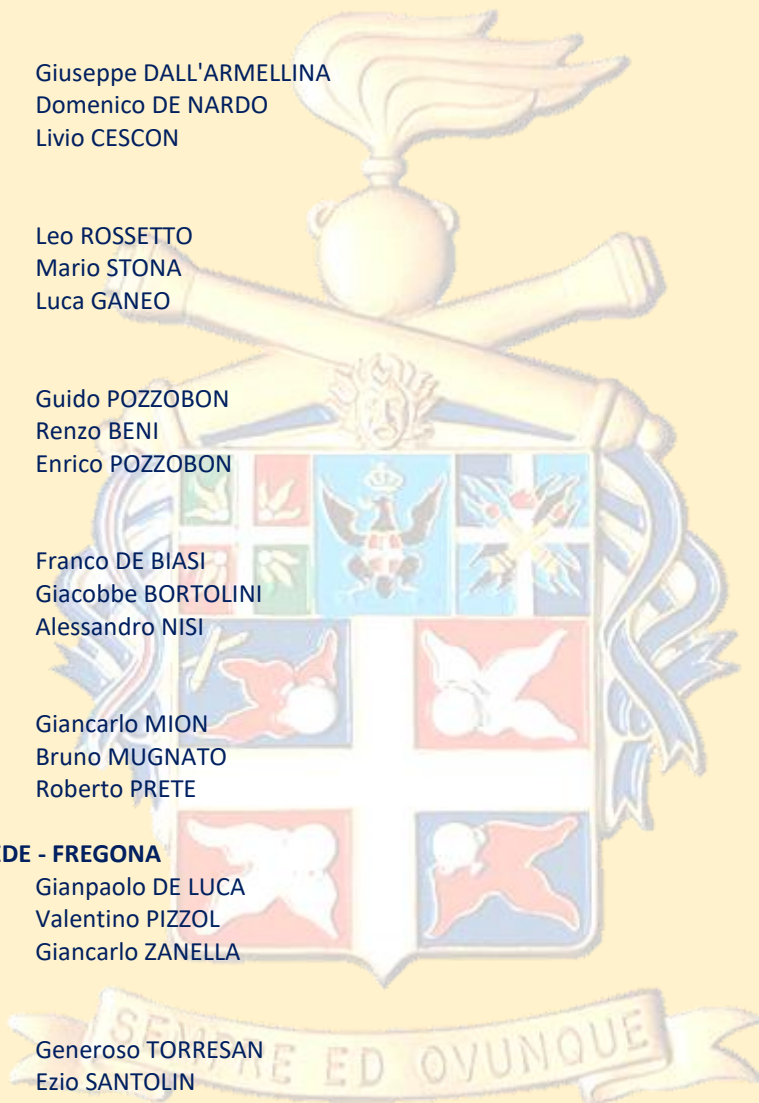 Giuseppe DALL'ARMELLINA
Domenico DE NARDO
Livio CESCON
Leo ROSSETTO
Mario STONA
Luca GANEO
Guido POZZOBON
Renzo BENI
Enrico POZZOBON
Franco DE BIASI
Giacobbe BORTOLINI
Alessandro NISI
Giancarlo MION
Bruno MUGNATO
Roberto PRETE
EDE - FREGONA
Gianpaolo DE LUCA
Valentino PIZZOL
Giancarlo ZANELLA
Generoso TORRESAN
Ezio SANTOLIN
SEMPRE ED OVUNQUE